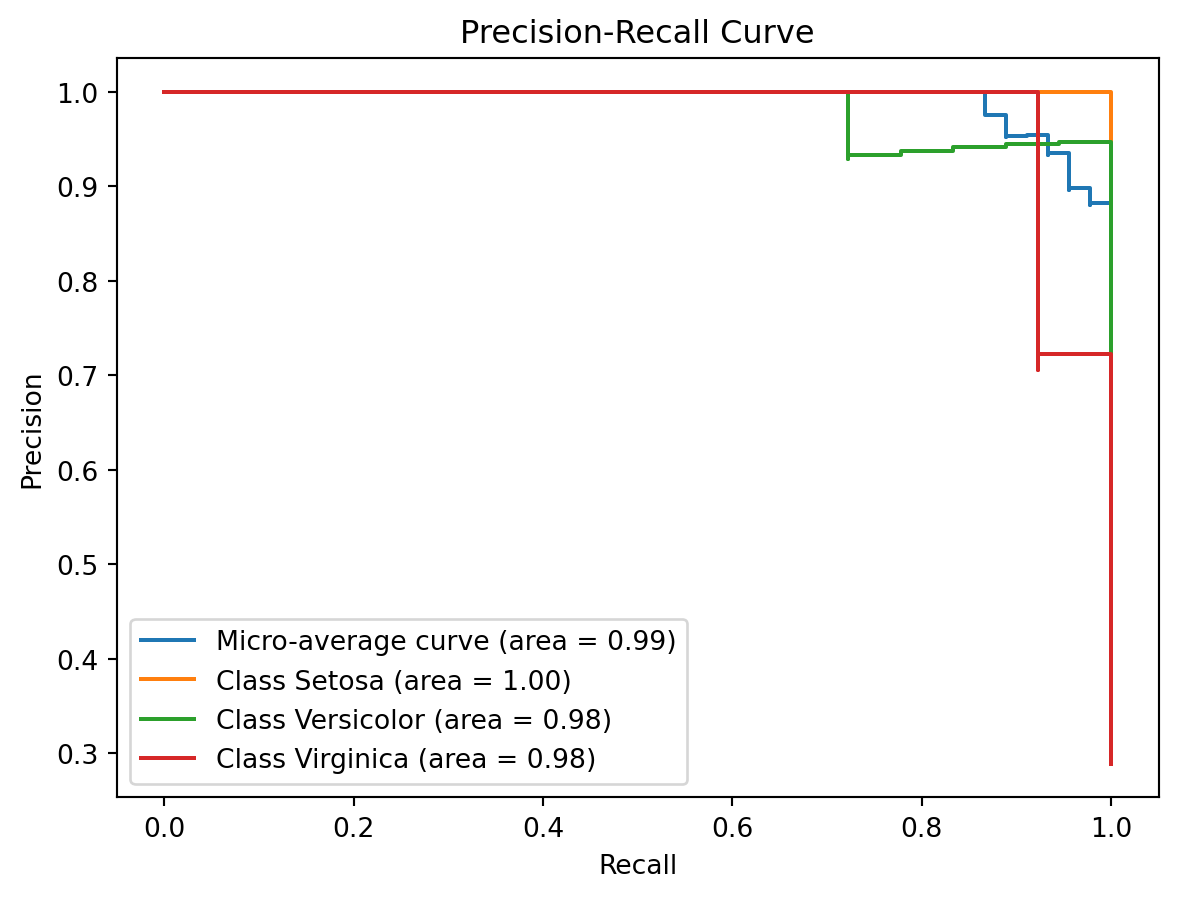 Precision-Recall Curve
1.0
0.9
0.8
0.7
0.6
0.5
0.4
0.3
Precision
Micro-average curve (area = 0.99)
Class Setosa (area = 1.00)
Class Versicolor (area = 0.98)
Class Virginica (area = 0.98)
0.0 0.2 0.4 0.6 0.8 1.0
Recall